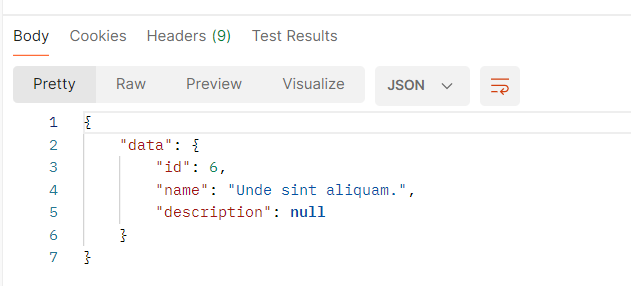 Body Cookies Headers (9) Test Results
Pretty Raw Preview Visualize JSON
1 {
2 "data": {
3 "id": 6,
4 "name": "Unde sint aliquam.",
5 "description": null
6 }
7 }